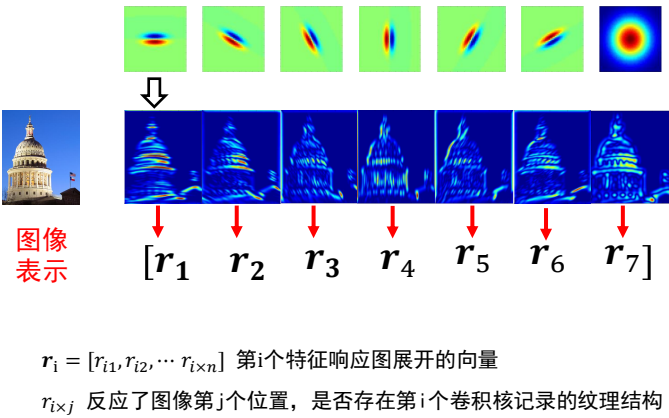 图像
表示
[r₁ r₂ r₃ r₄ r₅ r₆ r₇]
rᵢ = [rᵢ₁, rᵢ₂, ⋯ rᵢ×ₙ] 第i个特征响应图展开的向量
rᵢ×ⱼ 反应了图像第j个位置，是否存在第i个卷积核记录的纹理结构